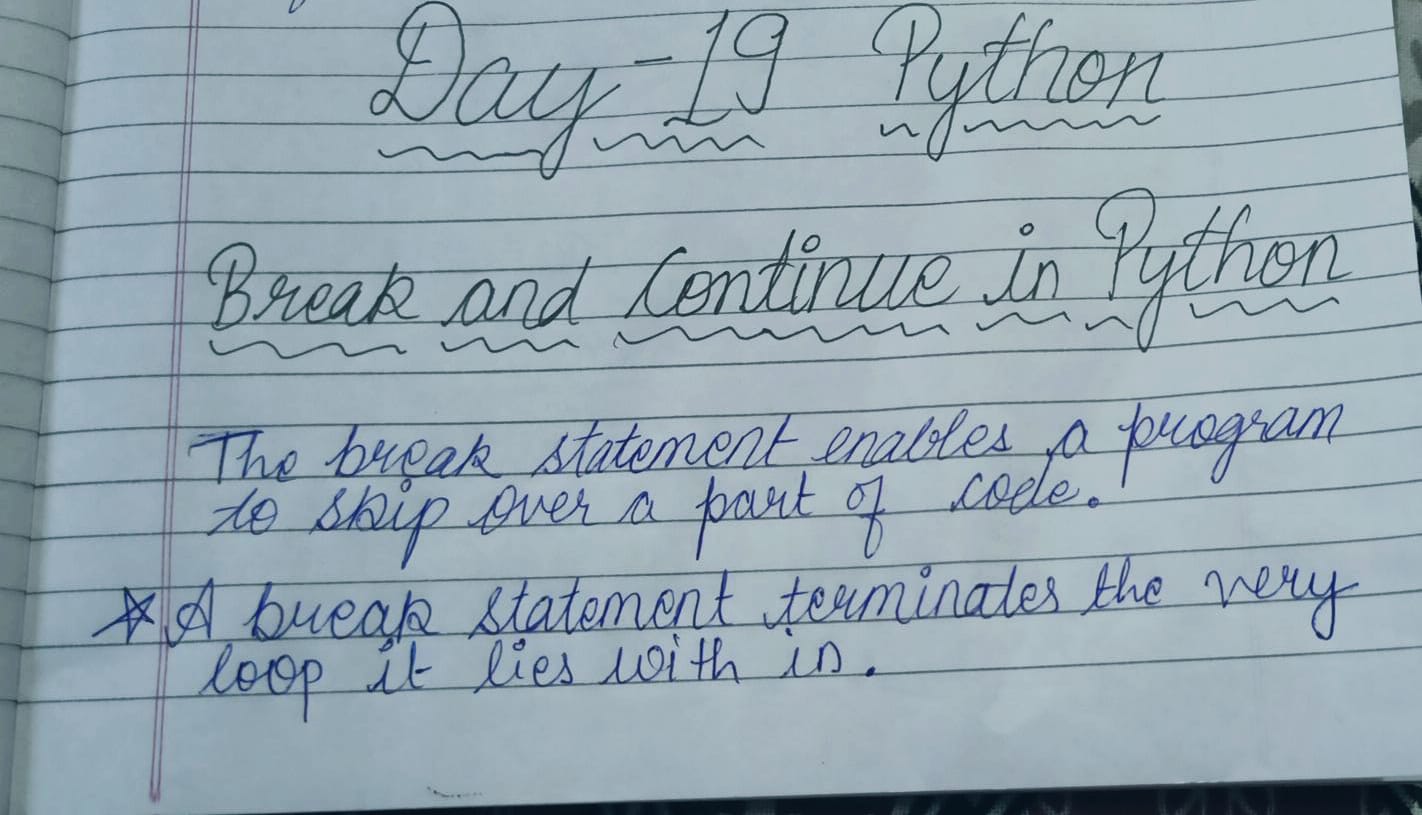 Day-19 Python
Break and Continue in Python
The break statement enables a program
to skip over a part of code.
☆ A break statement terminates the very
loop it lies with in.